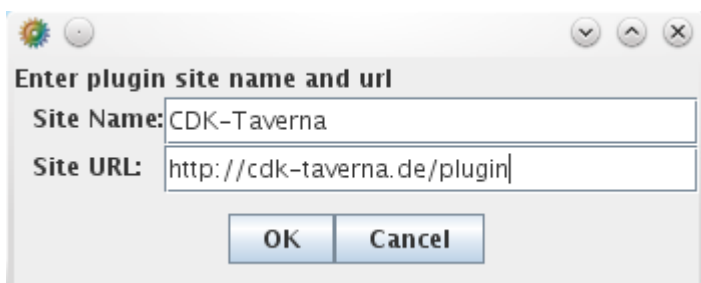 Enter plugin site name and url
Site Name: CDK-Taverna
Site URL: http://cdk-taverna.de/plugin
OK Cancel